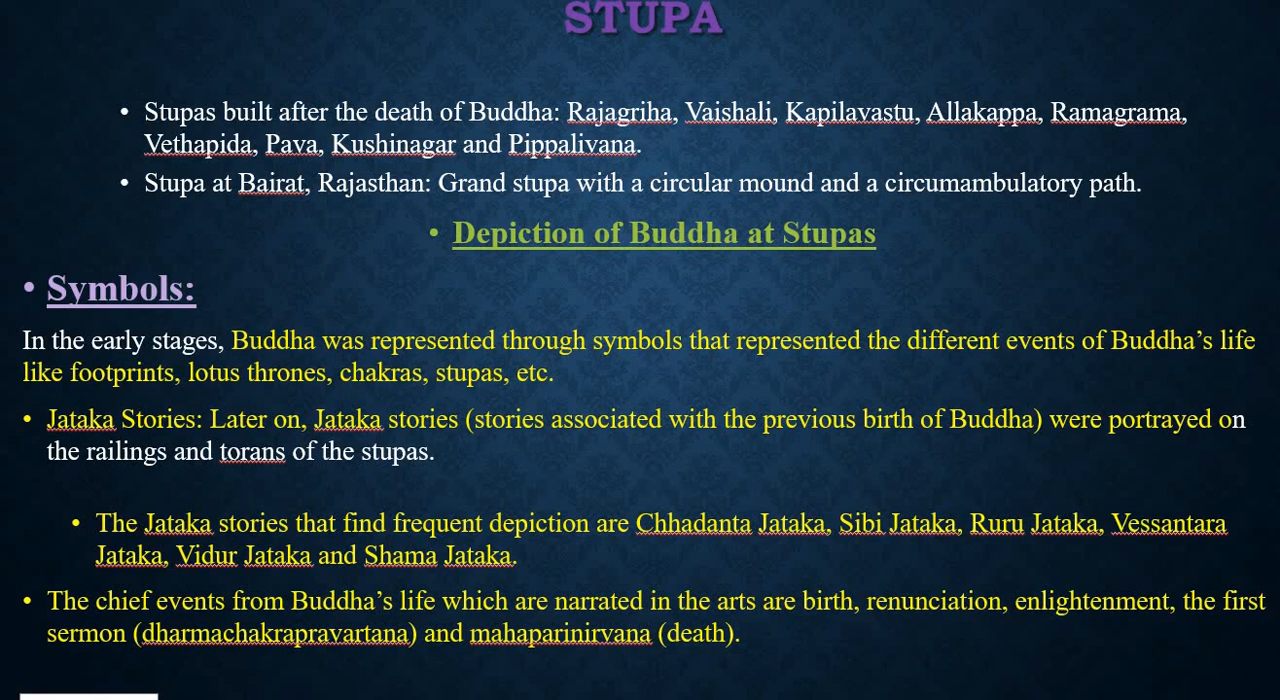 STUPA
• Stupas built after the death of Buddha: Rajagriha, Vaishali, Kapilavastu, Allakappa, Ramagrama,
Vethapida, Pava, Kushinagar and Pippalivana.
• Stupa at Bairat, Rajasthan: Grand stupa with a circular mound and a circumambulatory path.
• Depiction of Buddha at Stupas
• Symbols:
In the early stages, Buddha was represented through symbols that represented the different events of Buddha’s life
like footprints, lotus thrones, chakras, stupas, etc.
• Jataka Stories: Later on, Jataka stories (stories associated with the previous birth of Buddha) were portrayed on
the railings and torans of the stupas.
• The Jataka stories that find frequent depiction are Chhadanta Jataka, Sibi Jataka, Ruru Jataka, Vessantara
Jataka, Vidur Jataka and Shama Jataka.
• The chief events from Buddha’s life which are narrated in the arts are birth, renunciation, enlightenment, the first
sermon (dharmachakrapravartana) and mahaparinirvana (death).